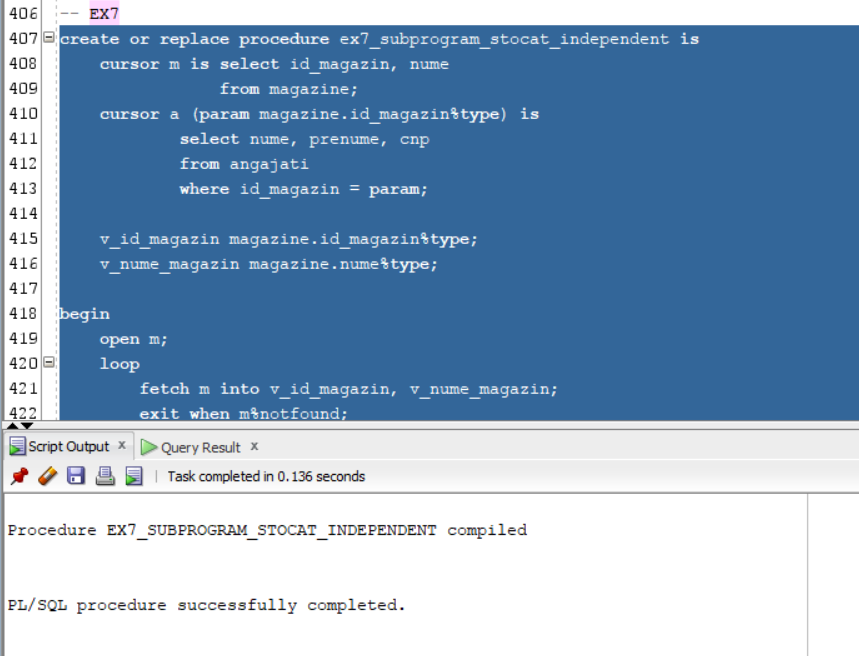 406 -- EX7
407 create or replace procedure ex7_subprogram_stocat_independent is
408 cursor m is select id_magazin, nume
409 from magazine;
410 cursor a (param magazine.id_magazin%type) is
411 select nume, prenume, cnp
412 from angajati
413 where id_magazin = param;
414
415 v_id_magazin magazine.id_magazin%type;
416 v_nume_magazin magazine.nume%type;
417
418 begin
419 open m;
420 loop
421 fetch m into v_id_magazin, v_nume_magazin;
422 exit when m%notfound;
Script Output x Query Result x
Task completed in 0.136 seconds
Procedure EX7_SUBPROGRAM_STOCAT_INDEPENDENT compiled
PL/SQL procedure successfully completed.